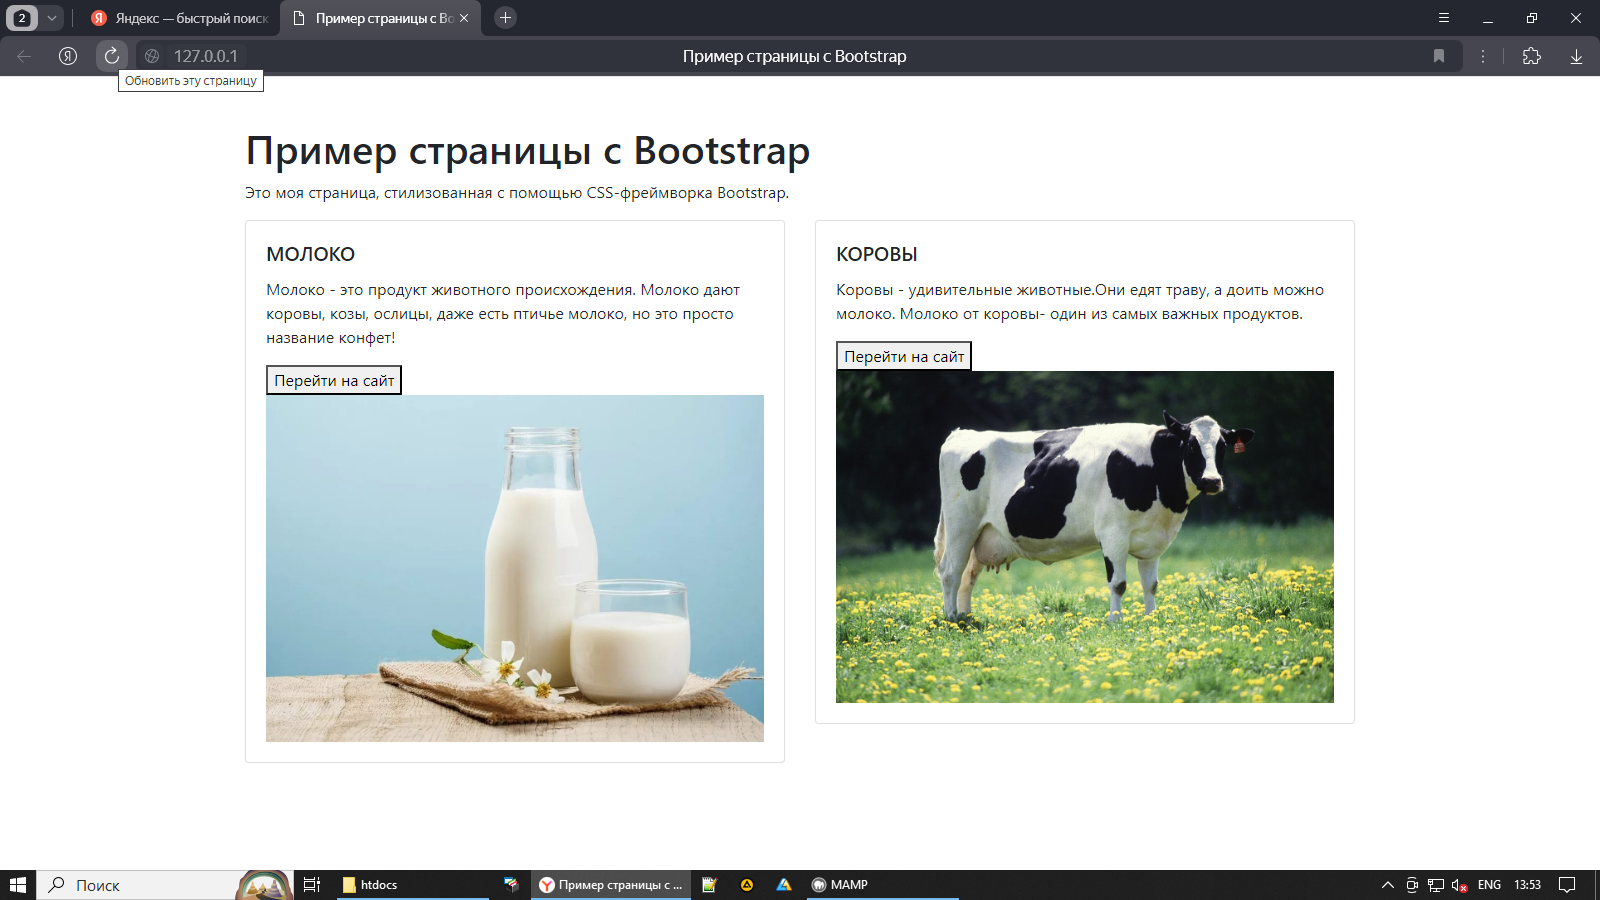 2
Яндекс — быстрый поиск
Пример страницы с Bo
127.0.0.1
Пример страницы с Bootstrap
Обновить эту страницу
Пример страницы с Bootstrap
Это моя страница, стилизованная с помощью CSS-фреймворка Bootstrap.
МОЛОКО
Молоко - это продукт животного происхождения. Молоко дают
коровы, козы, ослицы, даже есть птичье молоко, но это просто
название конфет!
Перейти на сайт
КОРОВЫ
Коровы - удивительные животные.Они едят траву, а доить можно
молоко. Молоко от коровы- один из самых важных продуктов.
Перейти на сайт
Поиск
htdocs
Пример страницы с ...
MAMP
ENG
13:53